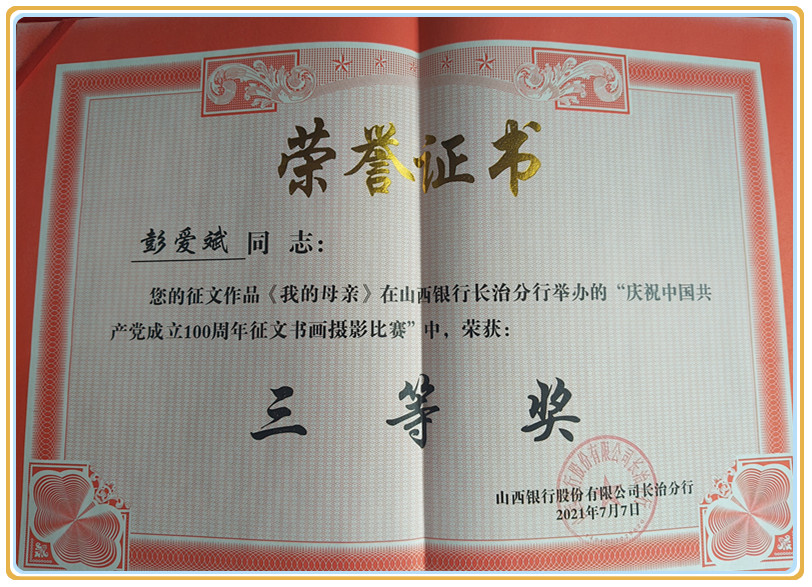 荣誉证书
彭爱斌同 志:
您的征文作品《我的母亲》在山西银行长治分行举办的“庆祝中国共
产党成立100周年征文书画摄影比赛”中,荣获:
三 等 奖
山西银行股份有限公司长治分行
2021年7月7日